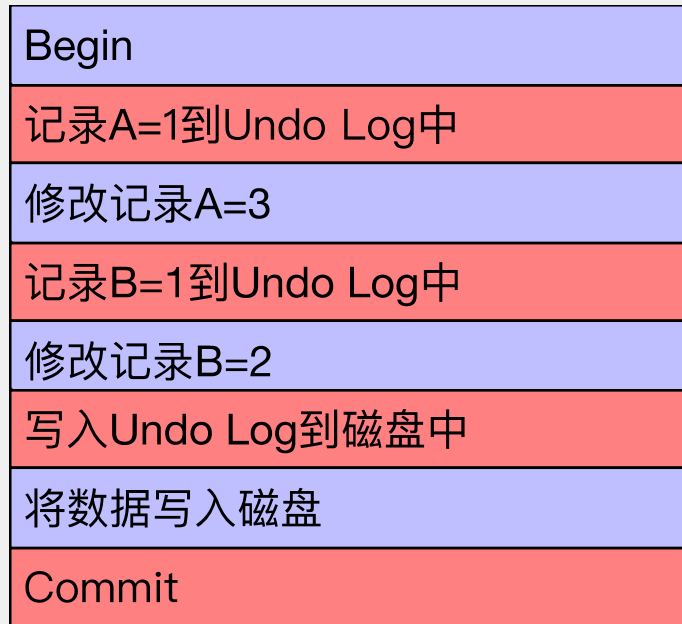 Begin
记录A=1到Undo Log中
修改记录A=3
记录B=1到Undo Log中
修改记录B=2
写入Undo Log到磁盘中
将数据写入磁盘
Commit